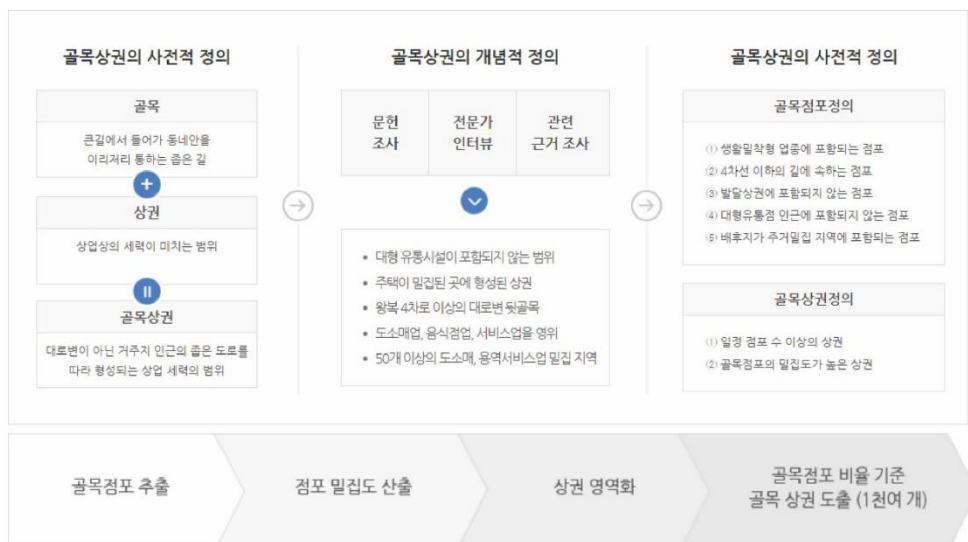 골목상권의 사전적 정의
골목
큰길에서 들어가 동네안을
이리저리 통하는 좁은 길
+
상권
상업상의 세력이 미치는 범위
골목상권
대로변이 아닌 거주지 인근의 좁은 도로를
따라 형성되는 상업 세력의 범위
골목상권의 개념적 정의
문헌
조사
전문가
인터뷰
관련
근거 조사
• 대형 유통시설이 포함되지 않는 범위
• 주택이 밀집된 곳에 형성된 상권
• 왕복 4차로 이상의 대로변 뒷골목
• 도소매업, 음식점업, 서비스업을 영위
• 50개 이상의 도소매, 용역서비스업 밀집 지역
골목상권의 사전적 정의
골목점포정의
⑴ 생활밀착형 업종에 포함되는 점포
⑵ 4차선 이하의 길에 속하는 점포
⑶ 발달상권에 포함되지 않는 점포
⑷ 대형유통점 인근에 포함되지 않는 점포
⑸ 배후지가 주거밀집 지역에 포함되는 점포
골목상권정의
⑴ 일정 점포 수 이상의 상권
⑵ 골목점포의 밀집도가 높은 상권
골목점포 추출
점포 밀집도 산출
상권 영역화
골목점포 비율 기준
골목 상권 도출 (1천여 개)